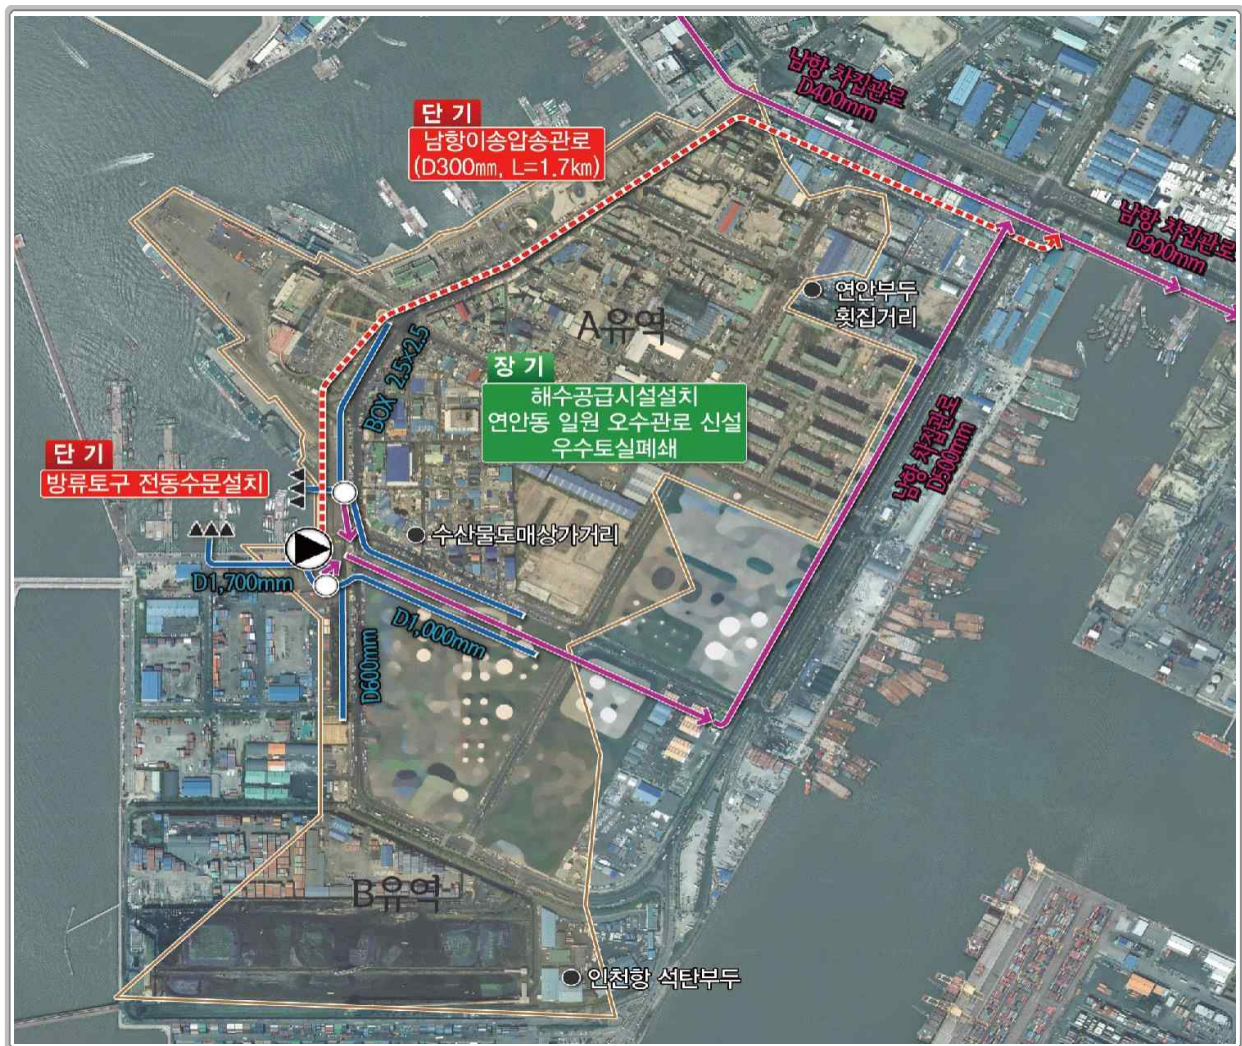 남항 차집관로
D400mm
단 기
남항이송압송관로
(D300㎜, L=1.7km)
남항 차집관로
D900mm
연안부두
횟집거리
A유역
BOX 2.5×2.5
장 기
해수공급시설설치
연안동 일원 오수관로 신설
우수토실폐쇄
남항 차집관로
D500mm
단 기
방류토구 전동수문설치
수산물도매상가거리
D1,700mm
D1,000mm
D600mm
B유역
인천항 석탄부두